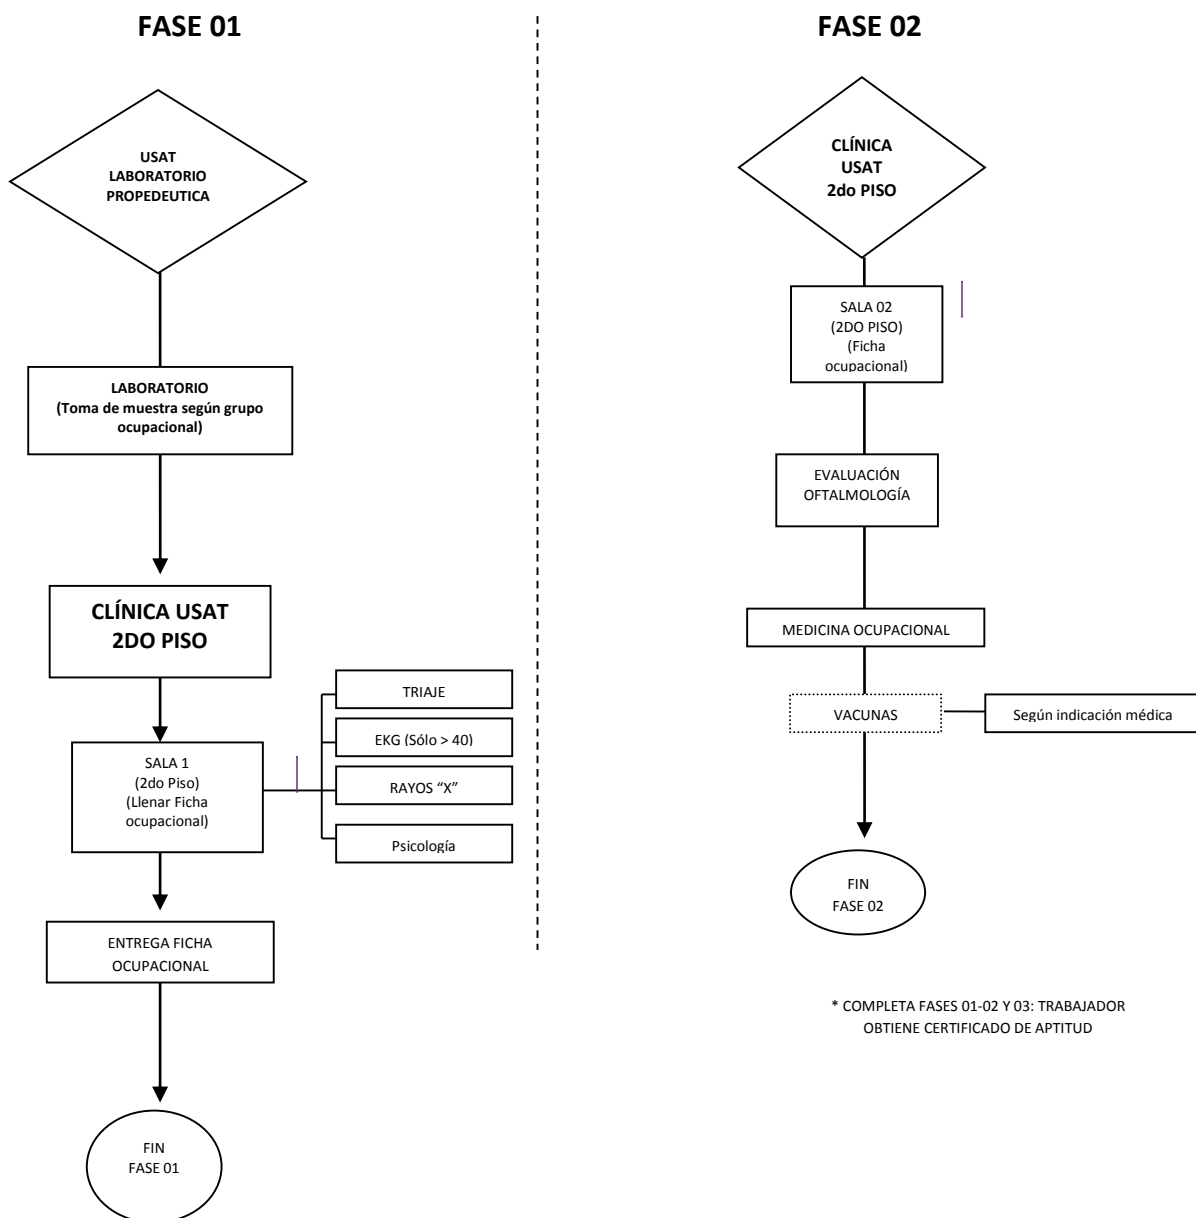 FASE 01
USAT
LABORATORIO
PROPEDEUTICA
LABORATORIO
(Toma de muestra según grupo
ocupacional)
CLÍNICA USAT
2DO PISO
SALA 1
(2do Piso)
(Llenar Ficha
ocupacional)
TRIAJE
EKG (Sólo > 40)
RAYOS “X”
Psicología
ENTREGA FICHA
OCUPACIONAL
FIN
FASE 01
FASE 02
CLÍNICA
USAT
2do PISO
SALA 02
(2DO PISO)
(Ficha
ocupacional)
EVALUACIÓN
OFTALMOLOGÍA
MEDICINA OCUPACIONAL
VACUNAS
Según indicación médica
FIN
FASE 02
* COMPLETA FASES 01-02 Y 03: TRABAJADOR
OBTIENE CERTIFICADO DE APTITUD